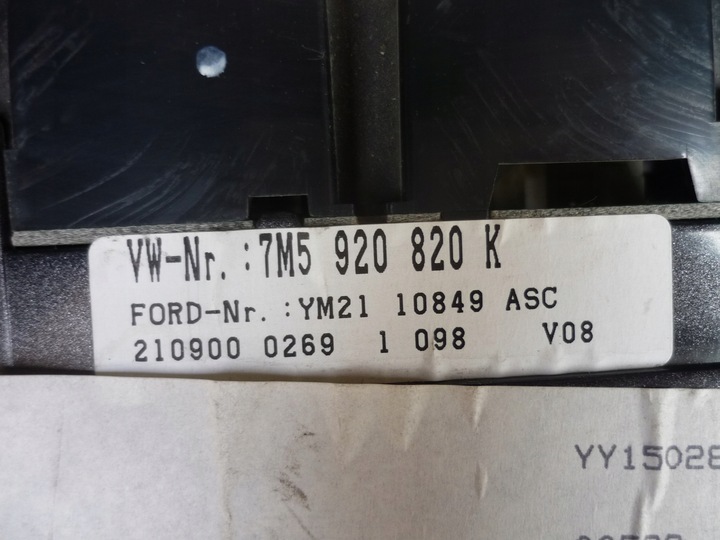 VW-Nr. :7M5 920 820 K
FORD-Nr. :YM21 10849 ASC
210900 0269 1 098 V08
YY15028